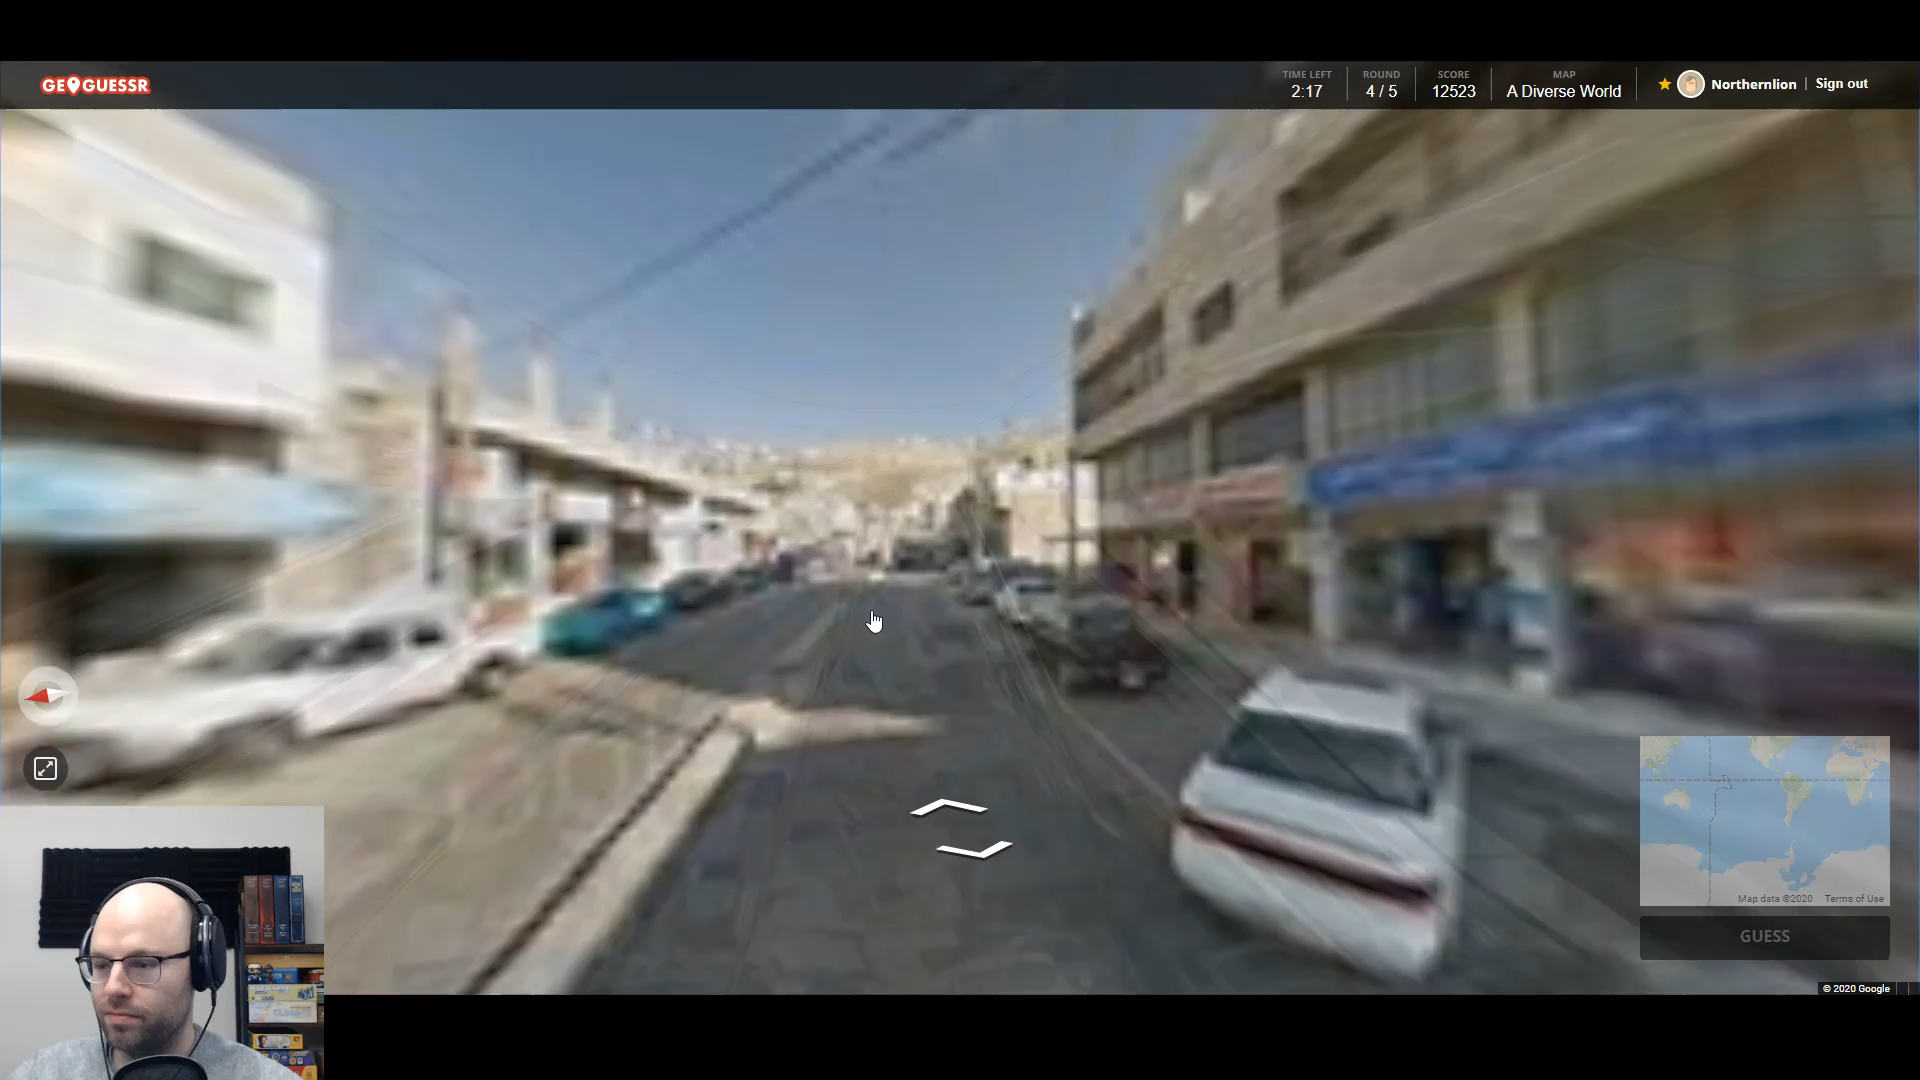 GEOGUESSR
TIME LEFT
2:17
ROUND
4 / 5
SCORE
12523
MAP
A Diverse World
Northernlion
Sign out
Map data ©2020 Terms of Use
GUESS
© 2020 Google